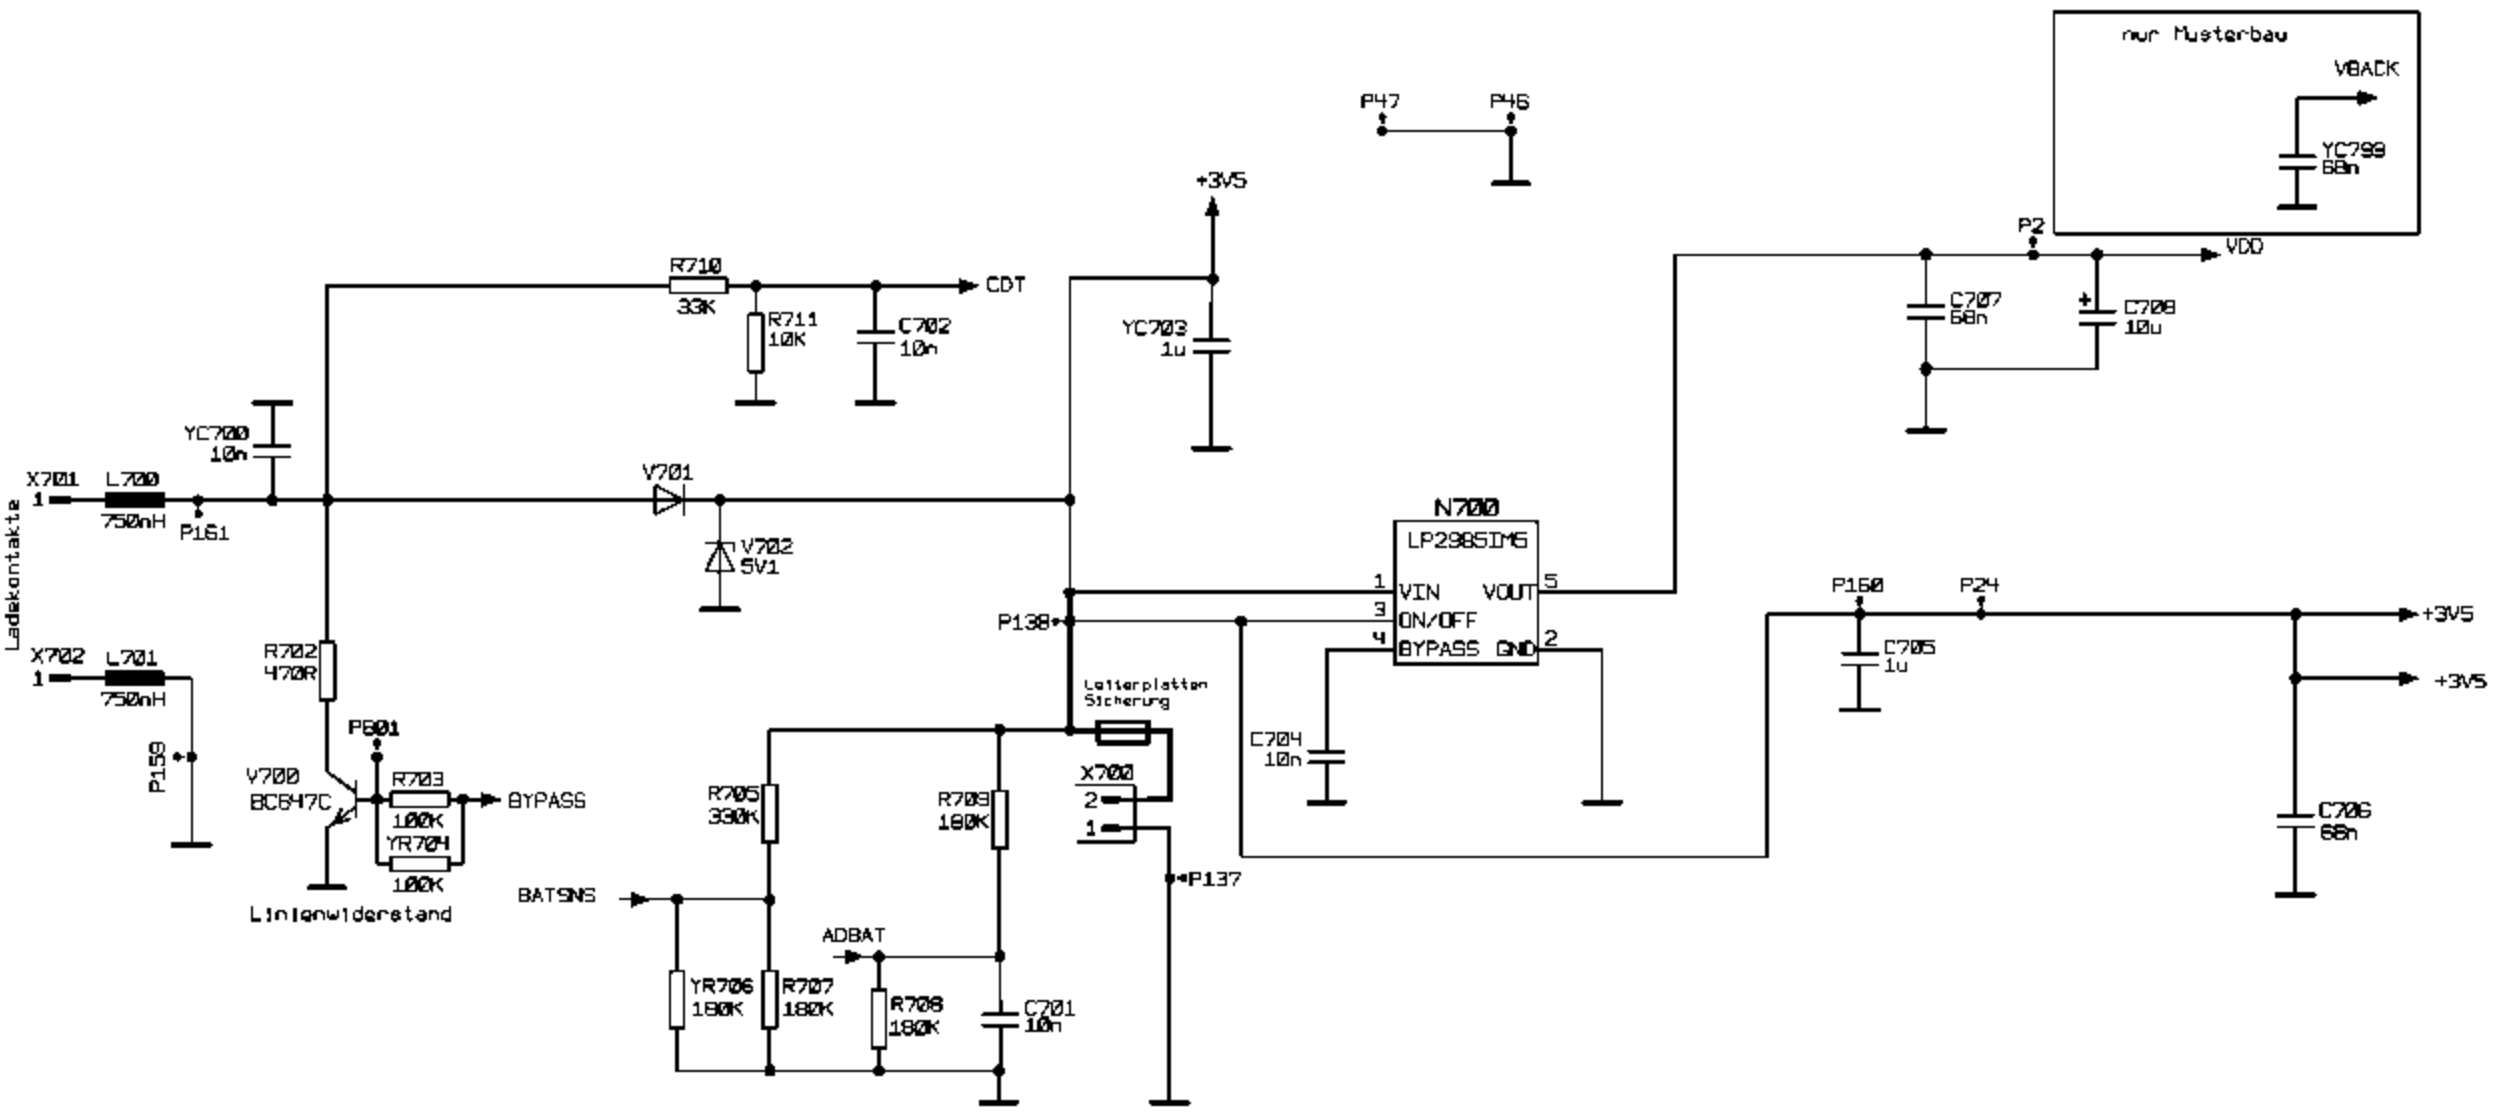 nur Musterbau
VBACK
YC799
68n
P47
P46
+3V5
P2
VDD
R710
33K
CDT
R711
10K
C702
10n
YC703
1u
C707
68n
C708
10u
YC700
10n
Ladekontakte
X701
1
L700
750nH
P161
V701
V702
5V1
N700
LP2985IM5
1
VIN
VOUT
5
3
ON/OFF
4
BYPASS
GND
2
P138
P160
P24
+3V5
C705
1u
+3V5
X702
1
L701
750nH
R702
470R
Leiterplatten
Sicherung
C704
10n
P159
P601
V700
BC847C
R703
100K
BYPASS
YR704
100K
Linienwiderstand
R705
330K
R709
180K
X700
2
1
C706
68n
P137
BATSNS
ADBAT
YR706
180K
R707
180K
R708
180K
C701
10n